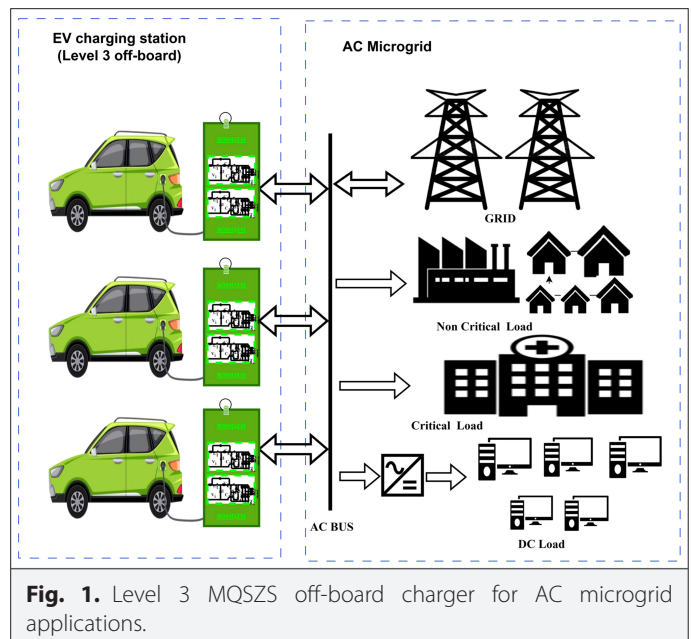 EV charging station
(Level 3 off-board)
AC Microgrid
GRID
Non Critical Load
Critical Load
AC BUS
DC Load
Fig. 1. Level 3 MQSZS off-board charger for AC microgrid
applications.